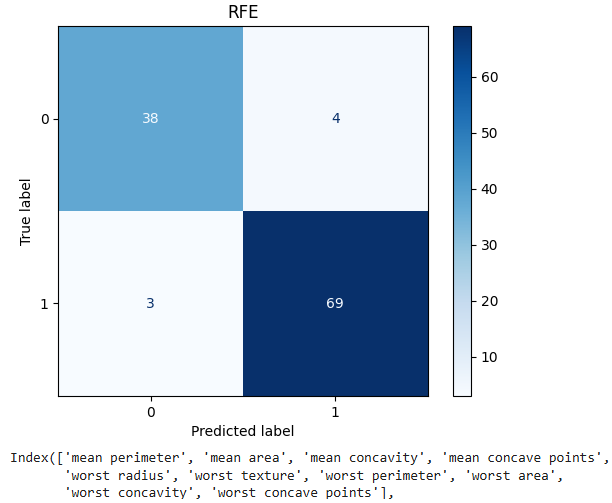 RFE
0
38
4
1
3
69
0
1
True label
Predicted label
60
50
40
30
20
10
Index(['mean perimeter', 'mean area', 'mean concavity', 'mean concave points',
'worst radius', 'worst texture', 'worst perimeter', 'worst area',
'worst concavity', 'worst concave points'],